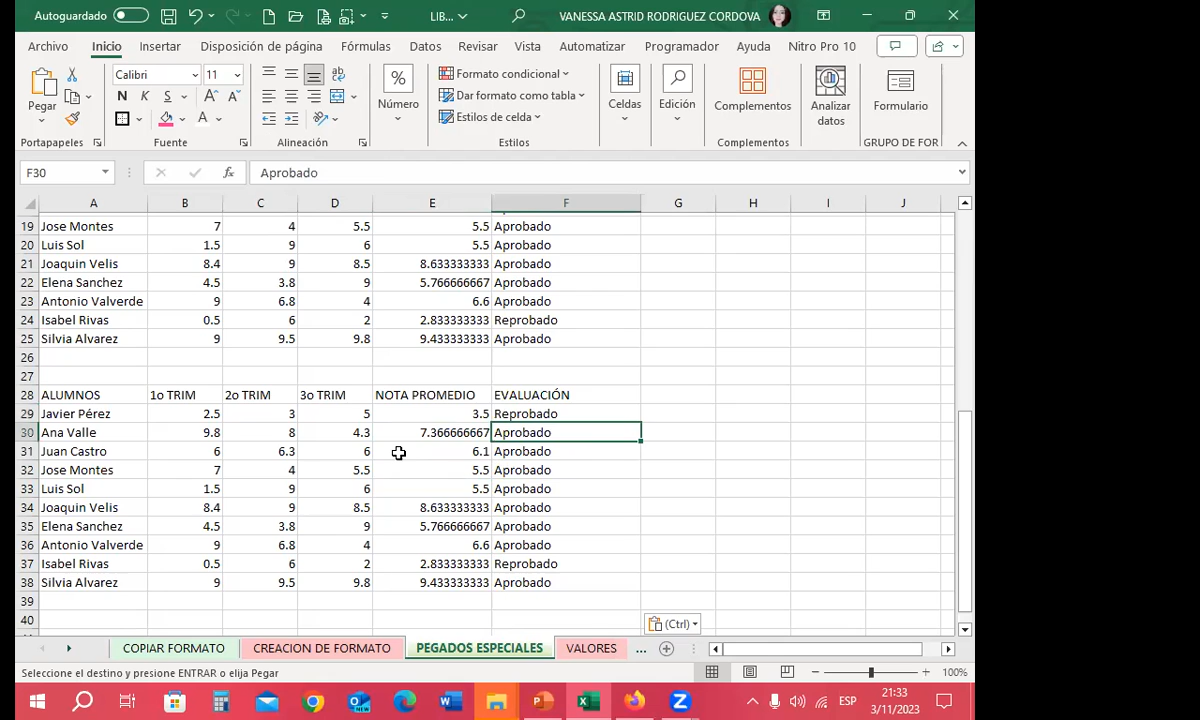 Autoguardado LIB... VANESSA ASTRID RODRIGUEZ CORDOVA
Archivo Inicio Insertar Disposición de página Fórmulas Datos Revisar Vista Automatizar Programador Ayuda Nitro Pro 10
Calibri 11 ab Formato condicional
Pegar N K S A A Número Dar formato como tabla Celdas Edición Complementos Analizar datos Formulario
A Estilos de celda
Portapapeles Fuente Alineación Estilos Complementos GRUPO DE FOR
F30 fx Aprobado
A B C D E F G H I J
19 Jose Montes 7 4 5.5 5.5 Aprobado
20 Luis Sol 1.5 9 6 5.5 Aprobado
21 Joaquin Velis 8.4 9 8.5 8.633333333 Aprobado
22 Elena Sanchez 4.5 3.8 9 5.766666667 Aprobado
23 Antonio Valverde 9 6.8 4 6.6 Aprobado
24 Isabel Rivas 0.5 6 2 2.833333333 Reprobado
25 Silvia Alvarez 9 9.5 9.8 9.433333333 Aprobado
26
27
28 ALUMNOS 1o TRIM 2o TRIM 3o TRIM NOTA PROMEDIO EVALUACIÓN
29 Javier Pérez 2.5 3 5 3.5 Reprobado
30 Ana Valle 9.8 8 4.3 7.366666667 Aprobado
31 Juan Castro 6 6.3 6 6.1 Aprobado
32 Jose Montes 7 4 5.5 5.5 Aprobado
33 Luis Sol 1.5 9 6 5.5 Aprobado
34 Joaquin Velis 8.4 9 8.5 8.633333333 Aprobado
35 Elena Sanchez 4.5 3.8 9 5.766666667 Aprobado
36 Antonio Valverde 9 6.8 4 6.6 Aprobado
37 Isabel Rivas 0.5 6 2 2.833333333 Reprobado
38 Silvia Alvarez 9 9.5 9.8 9.433333333 Aprobado
39
40 (Ctrl)
COPIAR FORMATO CREACION DE FORMATO PEGADOS ESPECIALES VALORES ...
Seleccione el destino y presione ENTRAR o elija Pegar 100%
ESP 21:33
3/11/2023